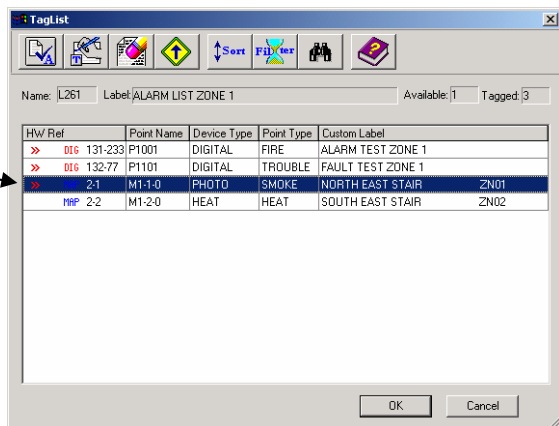 TagList
A T Sort Filter ?
Name: L261 Label: ALARM LIST ZONE 1 Available: 1 Tagged: 3
HW Ref Point Name Device Type Point Type Custom Label
» DIG 131-233 P1001 DIGITAL FIRE ALARM TEST ZONE 1
» DIG 132-77 P1101 DIGITAL TROUBLE FAULT TEST ZONE 1
» MAP 2-1 M1-1-0 PHOTO SMOKE NORTH EAST STAIR ZN01
MAP 2-2 M1-2-0 HEAT HEAT SOUTH EAST STAIR ZN02
OK Cancel